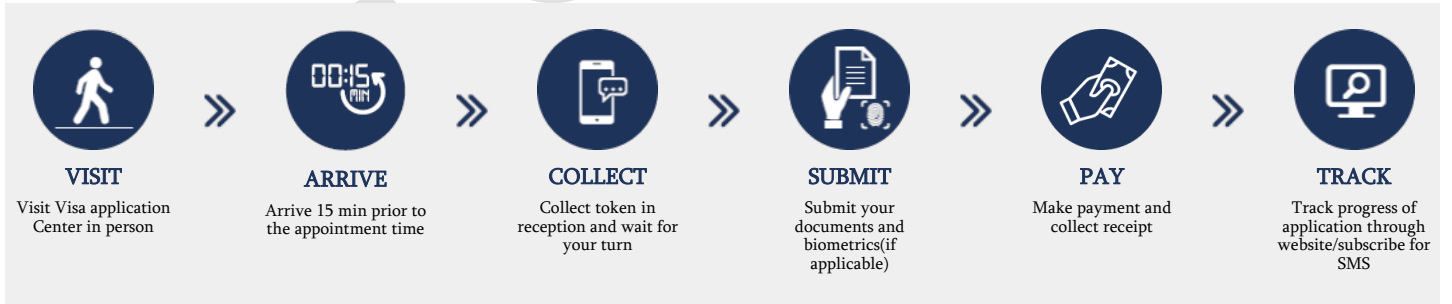 00:15
MIN
VISIT
Visit Visa application
Center in person
ARRIVE
Arrive 15 min prior to
the appointment time
COLLECT
Collect token in
reception and wait for
your turn
SUBMIT
Submit your
documents and
biometrics(if
applicable)
PAY
Make payment and
collect receipt
TRACK
Track progress of
application through
website/subscribe for
SMS